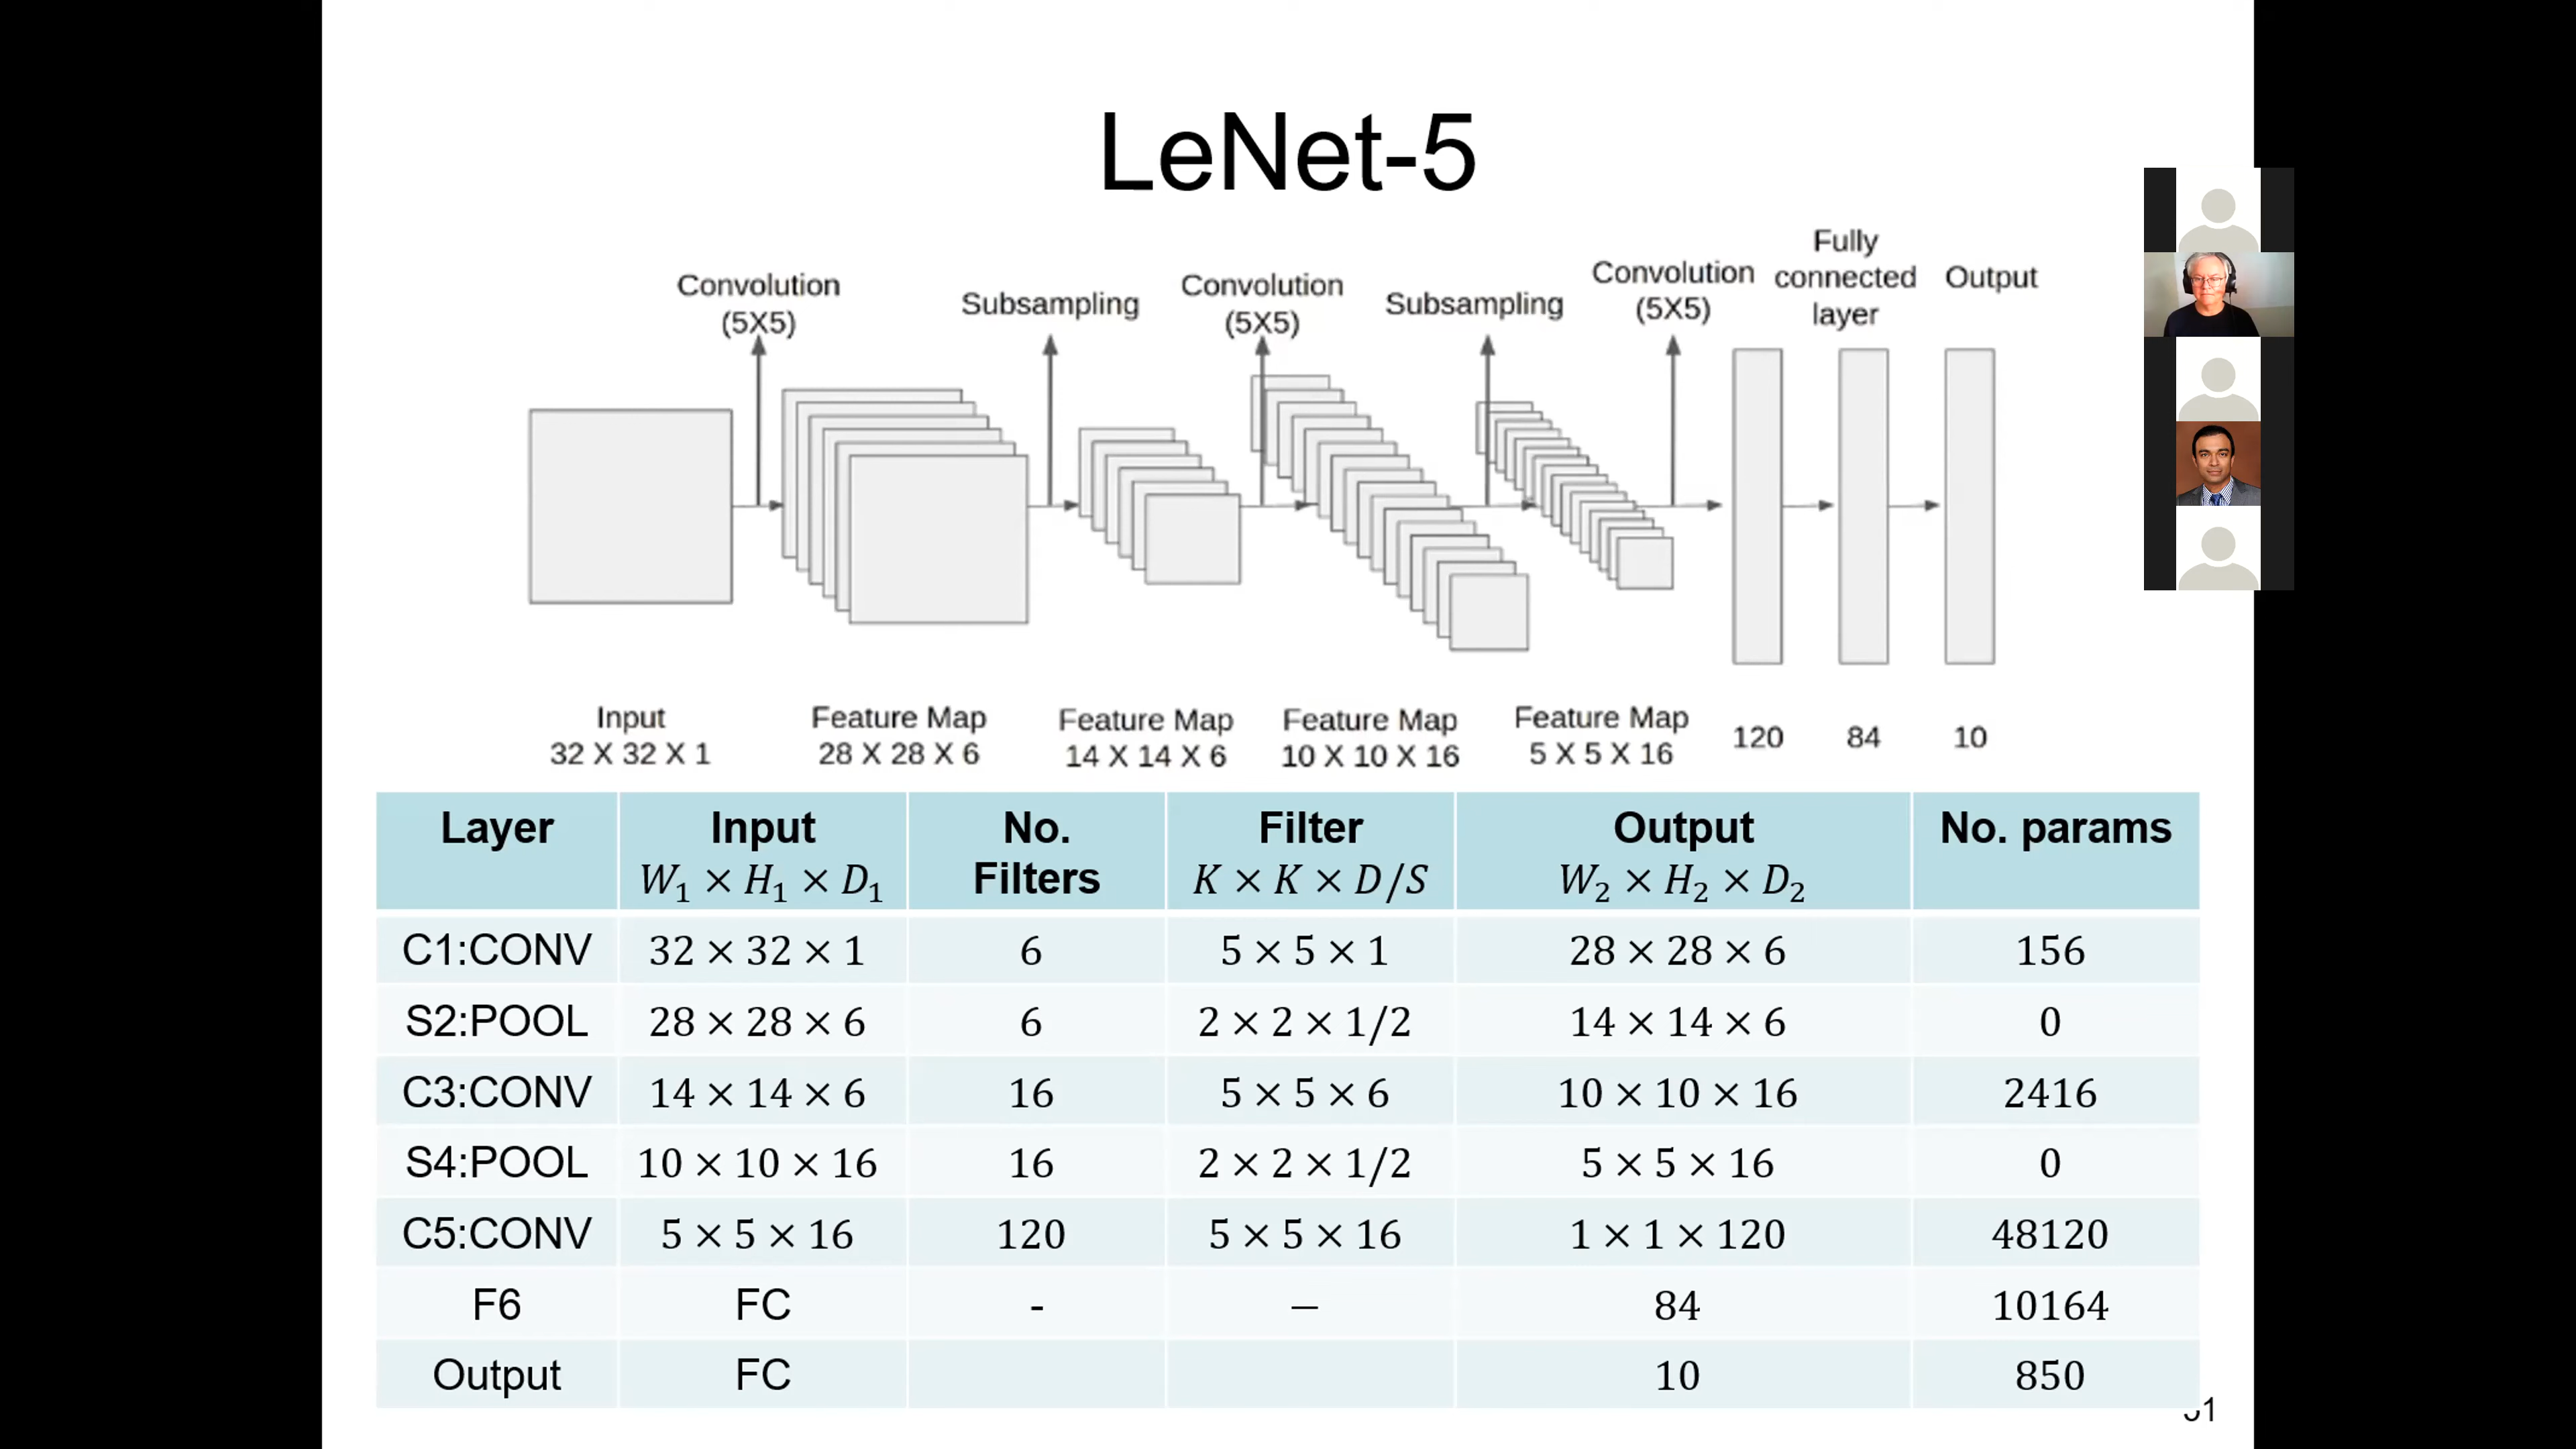 LeNet-5
Convolution
(5X5)
Subsampling
Convolution
(5X5)
Subsampling
Convolution
(5X5)
Fully
connected
layer
Output
Input
32 X 32 X 1
Feature Map
28 X 28 X 6
Feature Map
14 X 14 X 6
Feature Map
10 X 10 X 16
Feature Map
5 X 5 X 16
120
84
10
Layer Input No. Filter Output No. params
W₁ × H₁ × D₁ Filters K × K × D/S W₂ × H₂ × D₂
C1:CONV 32 × 32 × 1 6 5 × 5 × 1 28 × 28 × 6 156
S2:POOL 28 × 28 × 6 6 2 × 2 × 1/2 14 × 14 × 6 0
C3:CONV 14 × 14 × 6 16 5 × 5 × 6 10 × 10 × 16 2416
S4:POOL 10 × 10 × 16 16 2 × 2 × 1/2 5 × 5 × 16 0
C5:CONV 5 × 5 × 16 120 5 × 5 × 16 1 × 1 × 120 48120
F6 FC - – 84 10164
Output FC 10 850